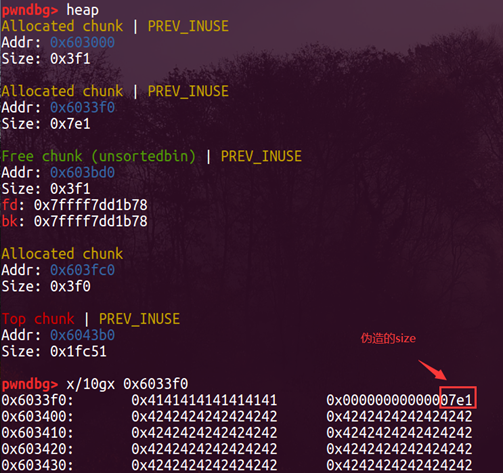 pwndbg> heap
Allocated chunk | PREV_INUSE
Addr: 0x603000
Size: 0x3f1
Allocated chunk | PREV_INUSE
Addr: 0x6033f0
Size: 0x7e1
Free chunk (unsortedbin) | PREV_INUSE
Addr: 0x603bd0
Size: 0x3f1
fd: 0x7ffff7dd1b78
bk: 0x7ffff7dd1b78
Allocated chunk
Addr: 0x603fc0
Size: 0x3f0
Top chunk | PREV_INUSE
Addr: 0x6043b0
Size: 0x1fc51
伪造的size
pwndbg> x/10gx 0x6033f0
0x6033f0: 0x4141414141414141 0x00000000000007e1
0x603400: 0x4242424242424242 0x4242424242424242
0x603410: 0x4242424242424242 0x4242424242424242
0x603420: 0x4242424242424242 0x4242424242424242
0x603430: 0x4242424242424242 0x4242424242424242